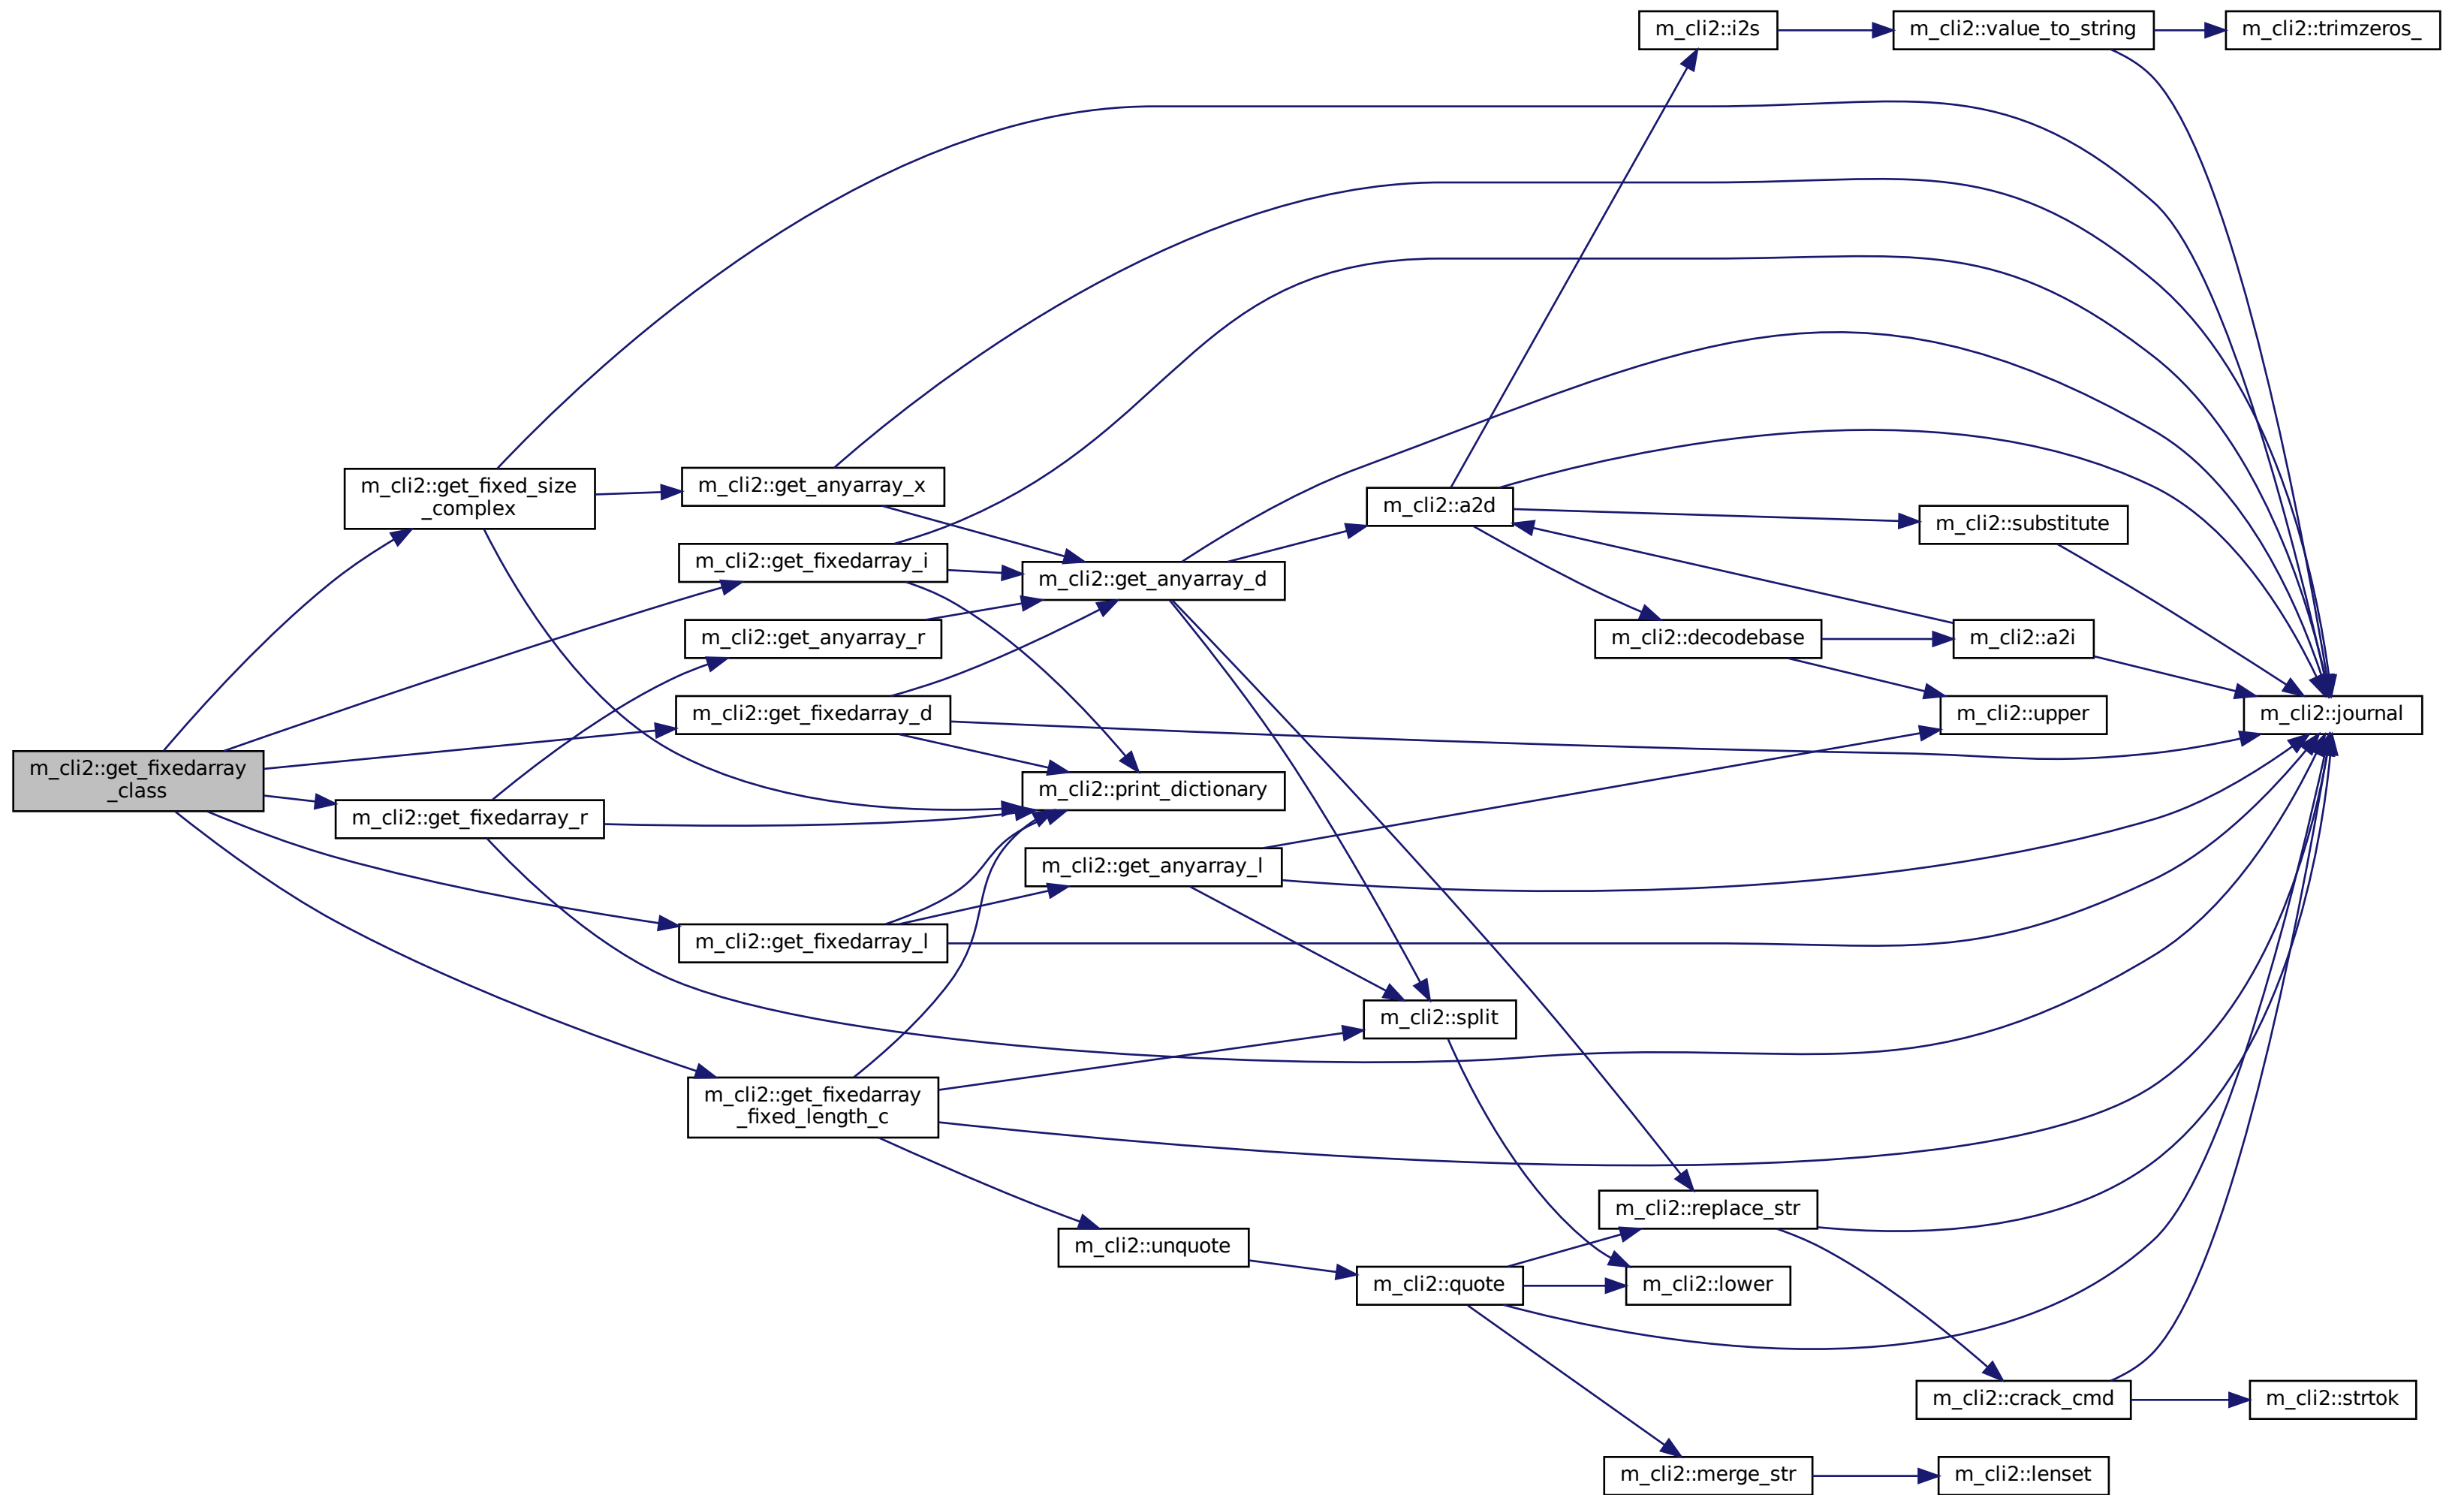 m_cli2::i2s
m_cli2::value_to_string
m_cli2::trimzeros_
m_cli2::get_fixed_size
_complex
m_cli2::get_anyarray_x
m_cli2::a2d
m_cli2::substitute
m_cli2::get_fixedarray_i
m_cli2::get_anyarray_d
m_cli2::get_anyarray_r
m_cli2::decodebase
m_cli2::a2i
m_cli2::get_fixedarray_d
m_cli2::upper
m_cli2::journal
m_cli2::get_fixedarray
_class
m_cli2::print_dictionary
m_cli2::get_fixedarray_r
m_cli2::get_anyarray_l
m_cli2::get_fixedarray_l
m_cli2::split
m_cli2::get_fixedarray
_fixed_length_c
m_cli2::replace_str
m_cli2::unquote
m_cli2::quote
m_cli2::lower
m_cli2::crack_cmd
m_cli2::strtok
m_cli2::merge_str
m_cli2::lenset